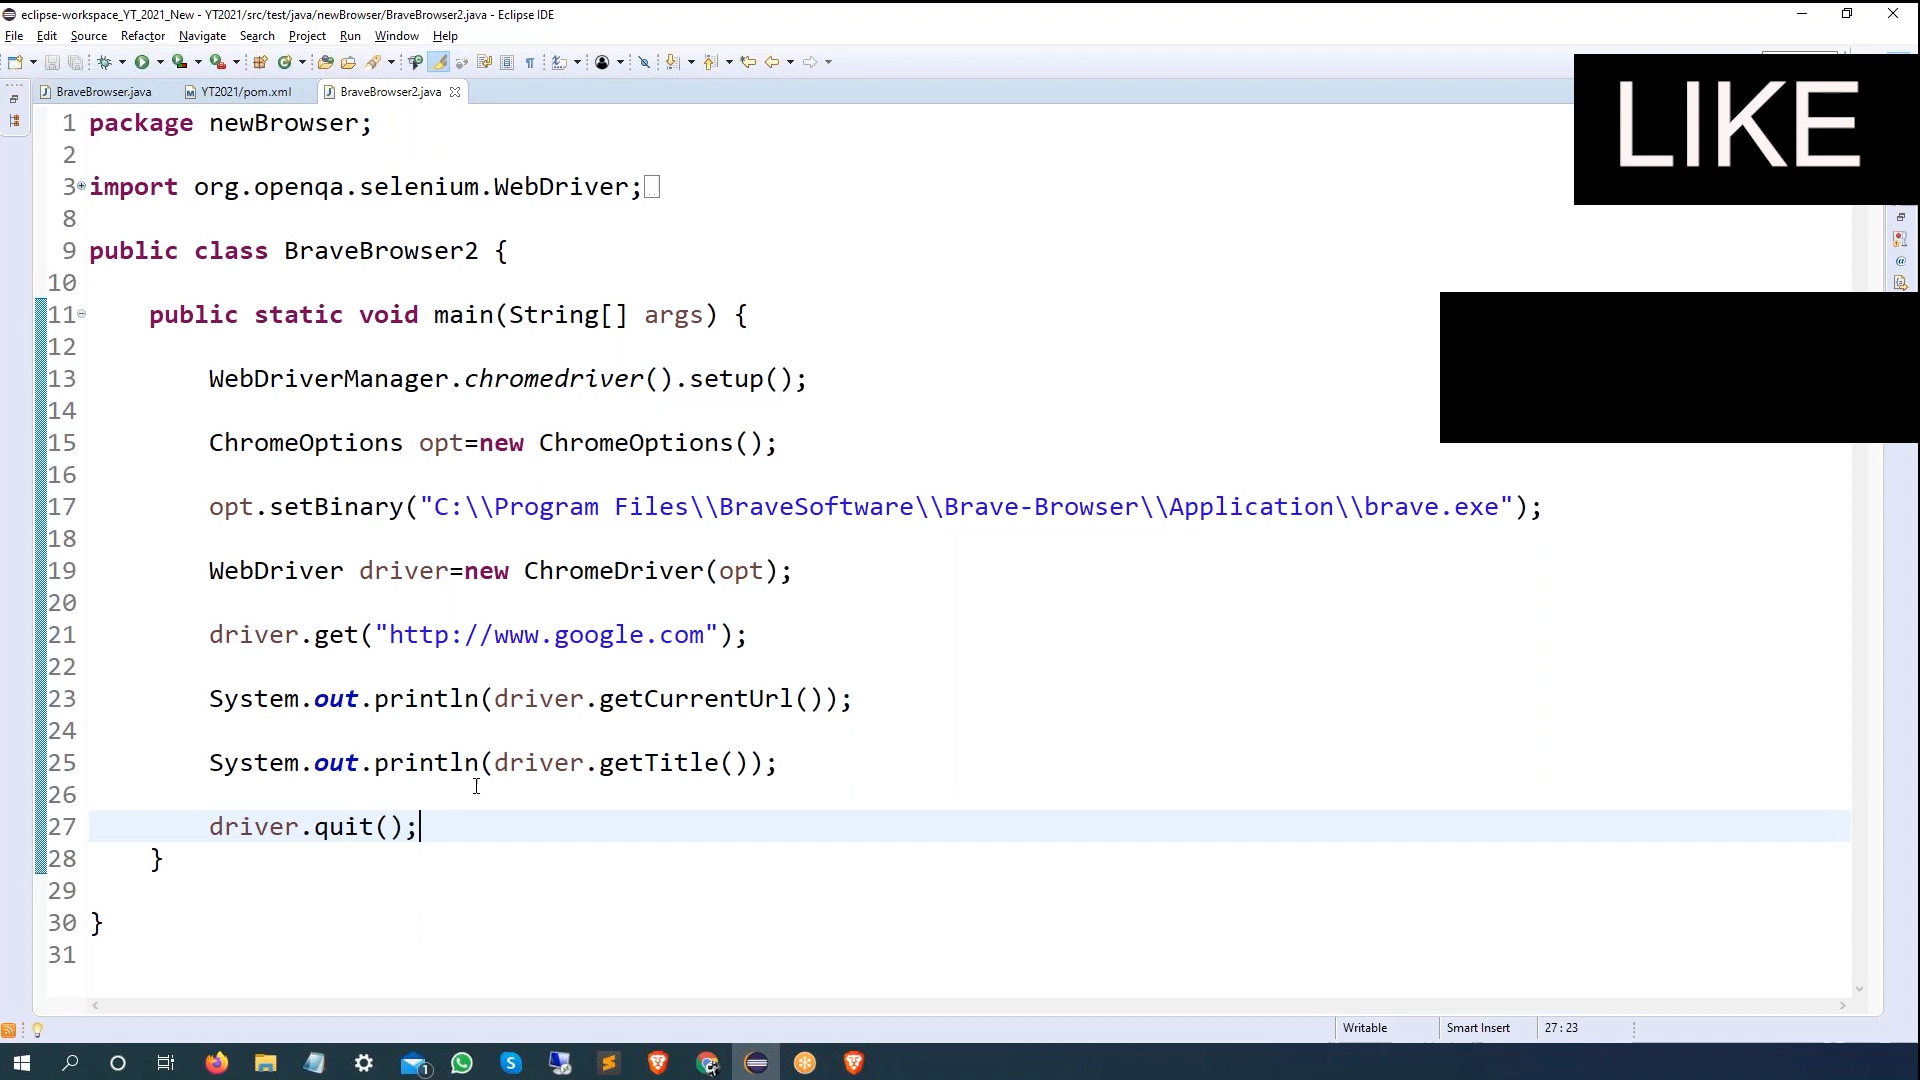 eclipse-workspace_YT_2021_New - YT2021/src/test/java/newBrowser/BraveBrowser2.java - Eclipse IDE
File Edit Source Refactor Navigate Search Project Run Window Help
BraveBrowser.java YT2021/pom.xml BraveBrowser2.java
LIKE
1 package newBrowser;
2
3 import org.openqa.selenium.WebDriver;
8
9 public class BraveBrowser2 {
10
11 public static void main(String[] args) {
12
13 WebDriverManager.chromedriver().setup();
14
15 ChromeOptions opt=new ChromeOptions();
16
17 opt.setBinary("C:\\Program Files\\BraveSoftware\\Brave-Browser\\Application\\brave.exe");
18
19 WebDriver driver=new ChromeDriver(opt);
20
21 driver.get("http://www.google.com");
22
23 System.out.println(driver.getCurrentUrl());
24
25 System.out.println(driver.getTitle());
26
27 driver.quit();
28 }
29
30 }
31
Writable Smart Insert 27 : 23
1